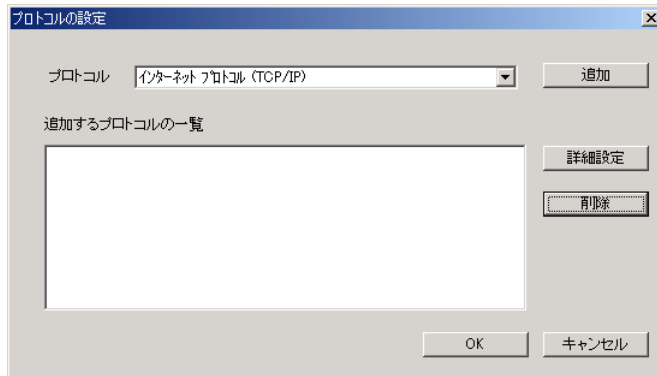 プロトコルの設定
プロトコル
インターネット プロトコル (TCP/IP)
追加
追加するプロトコルの一覧
詳細設定
削除
OK
キャンセル